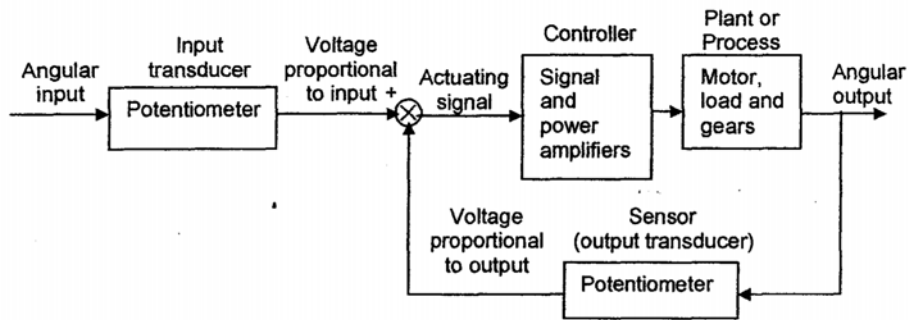 Angular
input
Input
transducer
Potentiometer
Voltage
proportional
to input +
Actuating
signal
Controller
Signal
and
power
amplifiers
Plant or
Process
Motor,
load and
gears
Angular
output
Voltage
proportional
to output
Sensor
(output transducer)
Potentiometer